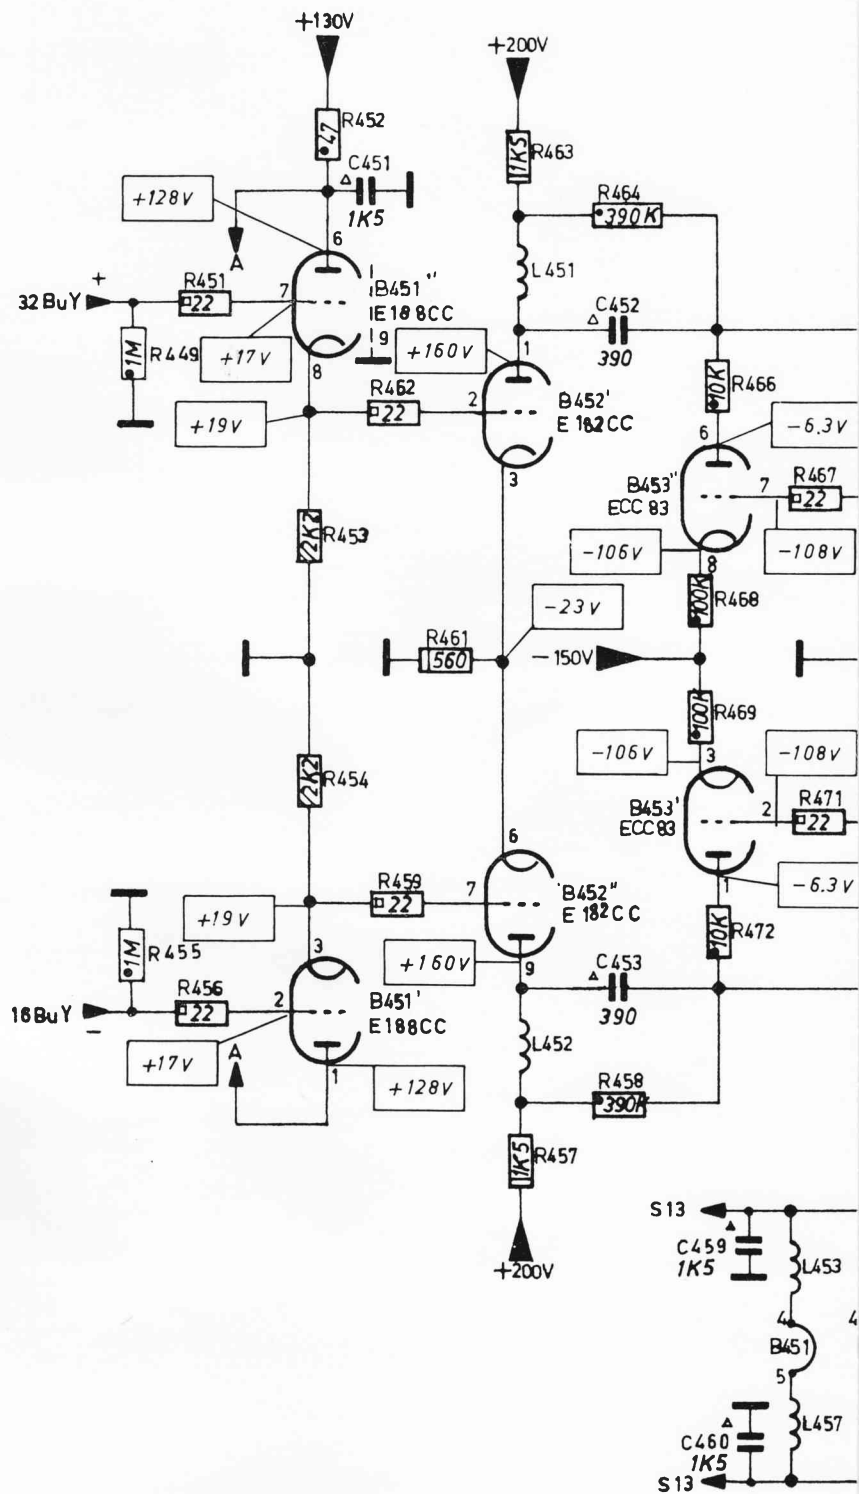 +130V
+200V
R452
47
R463
1K5
C451
1K5
R464
390K
+128V
6
A
L451
R451
22
7
B451''
E188CC
C452
390
+
32BuY
9
+160V
1
R449
1M
+17V
8
R462
22
2
B452'
E182CC
R466
10K
+19V
3
6
-6.3V
B453''
ECC83
7
R467
22
R453
2K2
-106V
8
-108V
R468
100K
-23V
R461
560
-150V
R469
100K
-106V
3
-108V
R454
2K2
B453'
ECC83
2
R471
22
6
R459
22
7
B452''
E182CC
1
-6.3V
+19V
R472
10K
R455
1M
3
+160V
9
C453
390
R456
22
2
B451'
E188CC
16BuY
-
+17V
A
L452
1
+128V
R458
390K
R457
1K5
S13
+200V
C459
1K5
L453
4
4
B451
5
C460
1K5
L457
S13